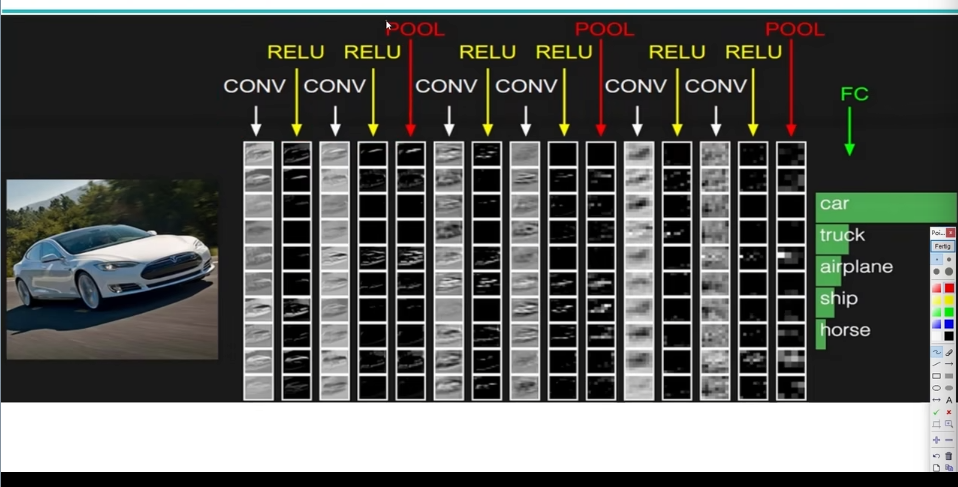 POOL POOL POOL
RELU RELU RELU RELU RELU RELU
CONV CONV CONV CONV CONV CONV
FC
car
truck
airplane
ship
horse
Poi...
Fertig
A